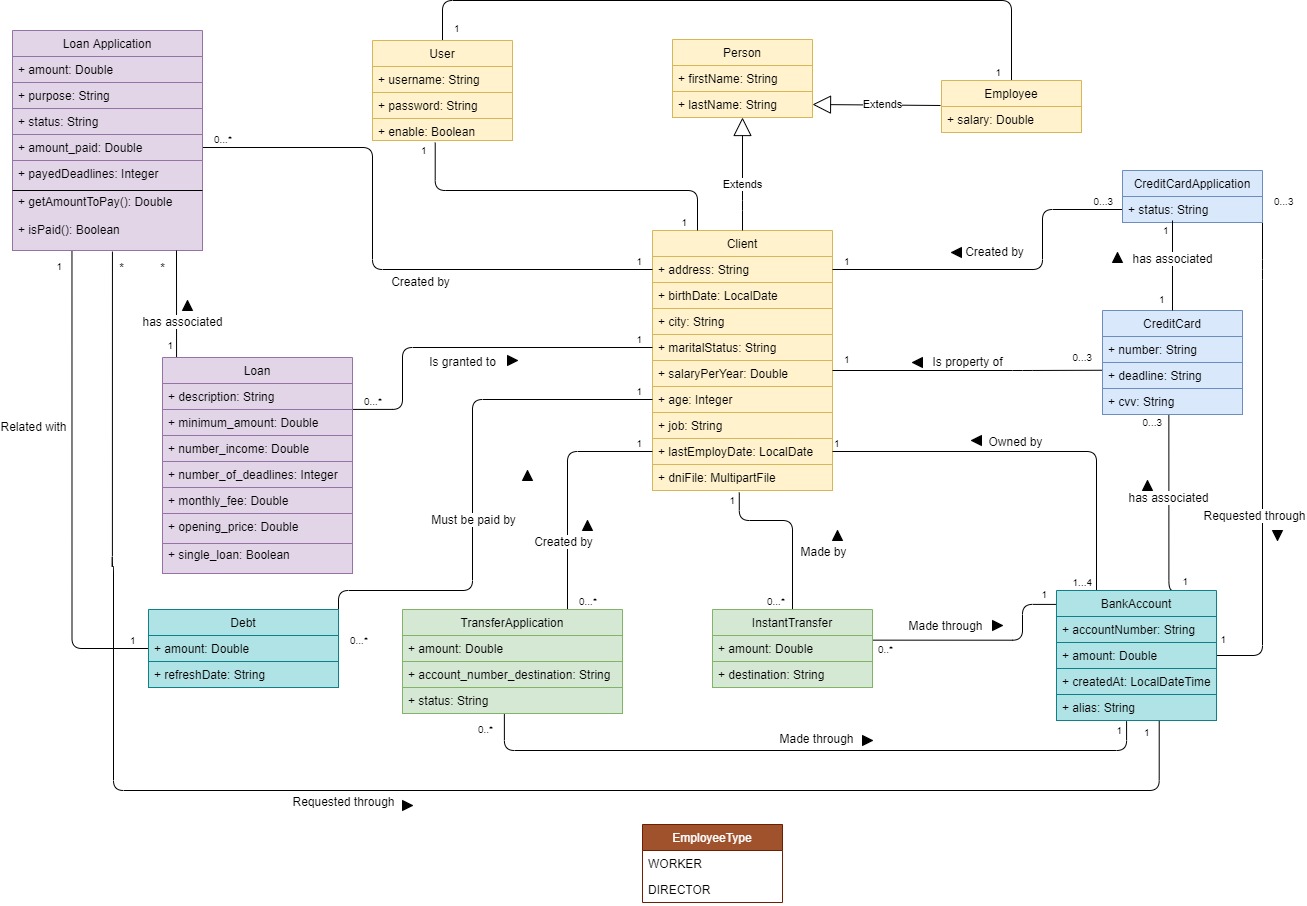 Loan Application
+ amount: Double
+ purpose: String
+ status: String
+ amount_paid: Double
+ payedDeadlines: Integer
+ getAmountToPay(): Double
+ isPaid(): Boolean
1
User
+ username: String
+ password: String
+ enable: Boolean
1
Person
+ firstName: String
+ lastName: String
Extends
Extends
1
Employee
+ salary: Double
0...*
Created by
1
1
Client
+ address: String
+ birthDate: LocalDate
+ city: String
+ maritalStatus: String
+ salaryPerYear: Double
+ age: Integer
+ job: String
+ lastEmployDate: LocalDate
+ dniFile: MultipartFile
CreditCardApplication
+ status: String
0...3
0...3
1
◀ Created by
1
▲ has associated
1
CreditCard
+ number: String
+ deadline: String
+ cvv: String
1
◀ Is property of
0...3
0...3
1
*
*
▲
has associated
1
Loan
+ description: String
+ minimum_amount: Double
+ number_income: Double
+ number_of_deadlines: Integer
+ monthly_fee: Double
+ opening_price: Double
+ single_loan: Boolean
0...*
Is granted to ▶
1
Related with
1
▲
Must be paid by
0...*
1
▲
Created by
0...*
1
▲
Made by
0...*
1
◀ Owned by
1...4
▲
has associated
1
Requested through
▼
1
Debt
+ amount: Double
+ refreshDate: String
1
TransferApplication
+ amount: Double
+ account_number_destination: String
+ status: String
0..*
InstantTransfer
+ amount: Double
+ destination: String
0..*
Made through ▶
1
BankAccount
+ accountNumber: String
+ amount: Double
+ createdAt: LocalDateTime
+ alias: String
1
1
Made through ▶
Requested through ▶
EmployeeType
WORKER
DIRECTOR